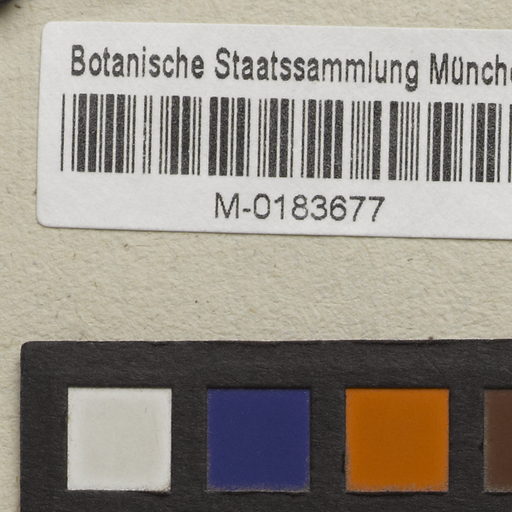 Botanische Staatssammlung Münch
M-0183677